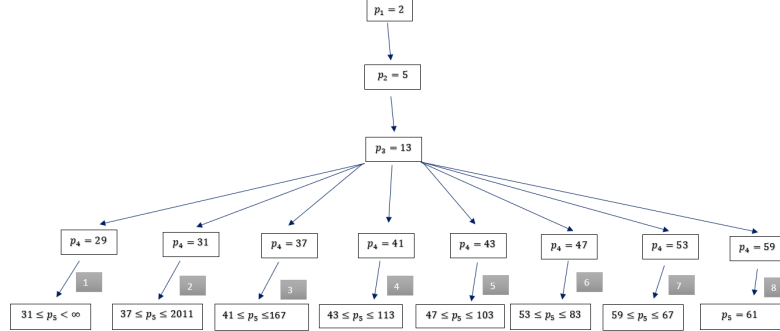 p₁ = 2
p₂ = 5
p₃ = 13
p₄ = 29
p₄ = 31
p₄ = 37
p₄ = 41
p₄ = 43
p₄ = 47
p₄ = 53
p₄ = 59
1
2
3
4
5
6
7
8
31 ≤ p₅ < ∞
37 ≤ p₅ ≤ 2011
41 ≤ p₅ ≤167
43 ≤ p₅ ≤ 113
47 ≤ p₅ ≤ 103
53 ≤ p₅ ≤ 83
59 ≤ p₅ ≤ 67
p₅ = 61